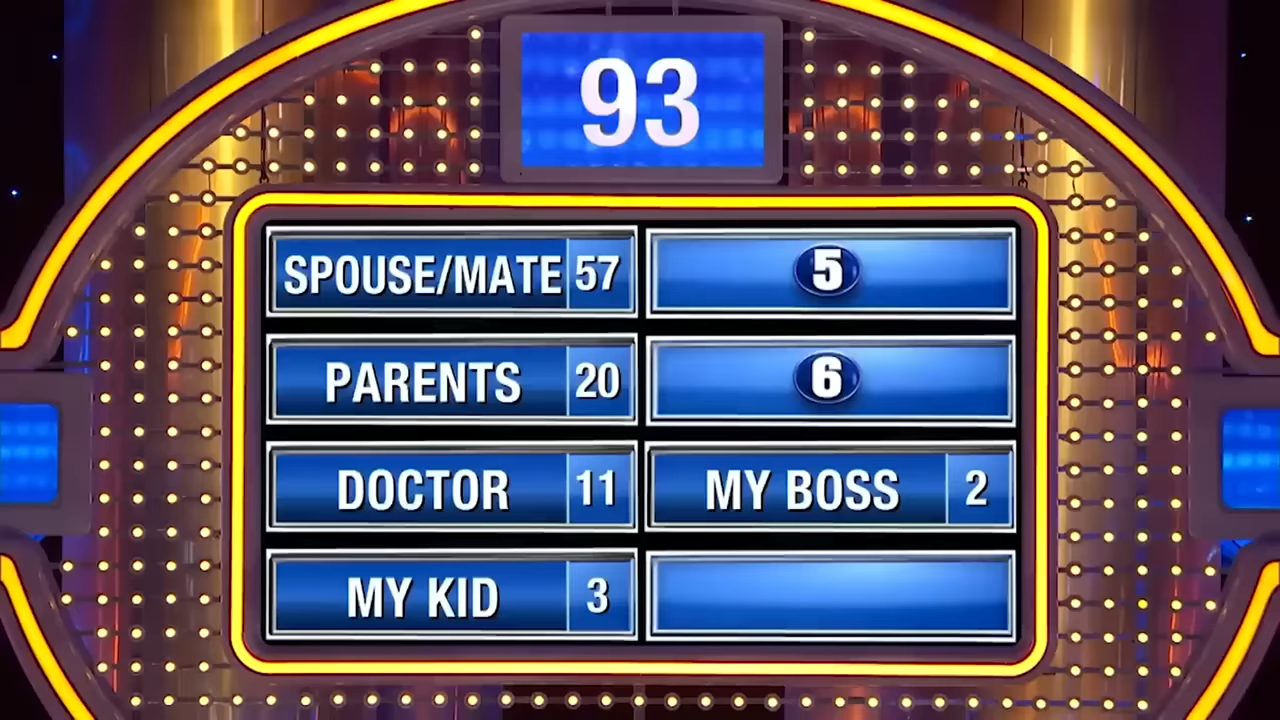 93
SPOUSE/MATE 57
5
PARENTS 20
6
DOCTOR 11
MY BOSS 2
MY KID 3